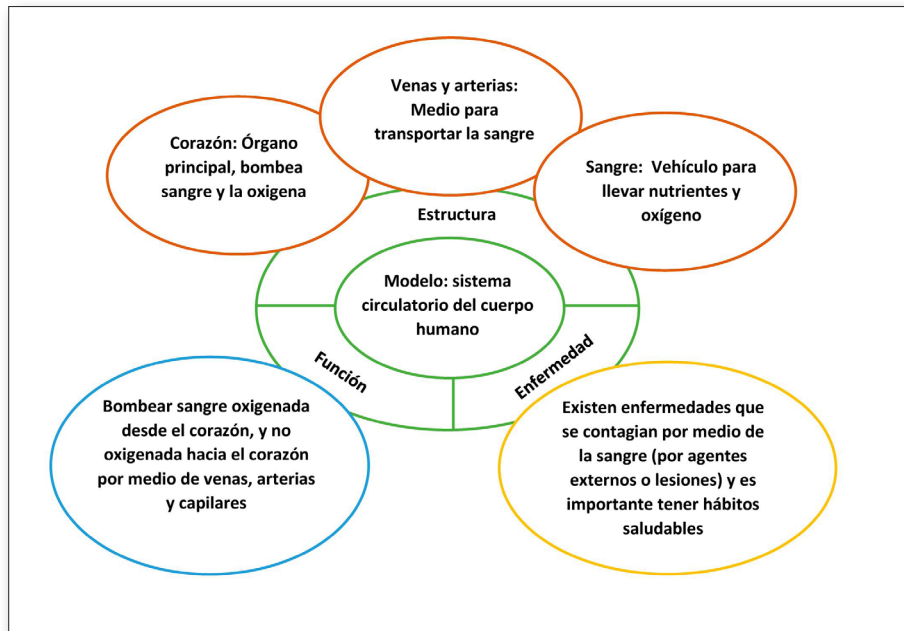 Venas y arterias:
Medio para
transportar la sangre
Corazón: Órgano
principal, bombea
sangre y la oxigena
Sangre: Vehículo para
llevar nutrientes y
oxígeno
Estructura
Modelo: sistema
circulatorio del cuerpo
humano
Función
Enfermedad
Bombear sangre oxigenada
desde el corazón, y no
oxigenada hacia el corazón
por medio de venas, arterias
y capilares
Existen enfermedades que
se contagian por medio de
la sangre (por agentes
externos o lesiones) y es
importante tener hábitos
saludables